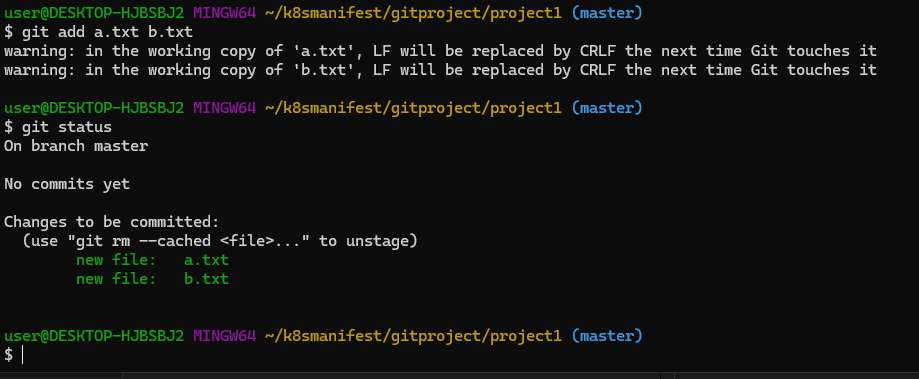 user@DESKTOP-HJBSBJ2 MINGW64 ~/k8smanifest/gitproject/project1 (master)
$ git add a.txt b.txt
warning: in the working copy of 'a.txt', LF will be replaced by CRLF the next time Git touches it
warning: in the working copy of 'b.txt', LF will be replaced by CRLF the next time Git touches it
user@DESKTOP-HJBSBJ2 MINGW64 ~/k8smanifest/gitproject/project1 (master)
$ git status
On branch master
No commits yet
Changes to be committed:
  (use "git rm --cached <file>..." to unstage)
        new file:   a.txt
        new file:   b.txt
user@DESKTOP-HJBSBJ2 MINGW64 ~/k8smanifest/gitproject/project1 (master)
$